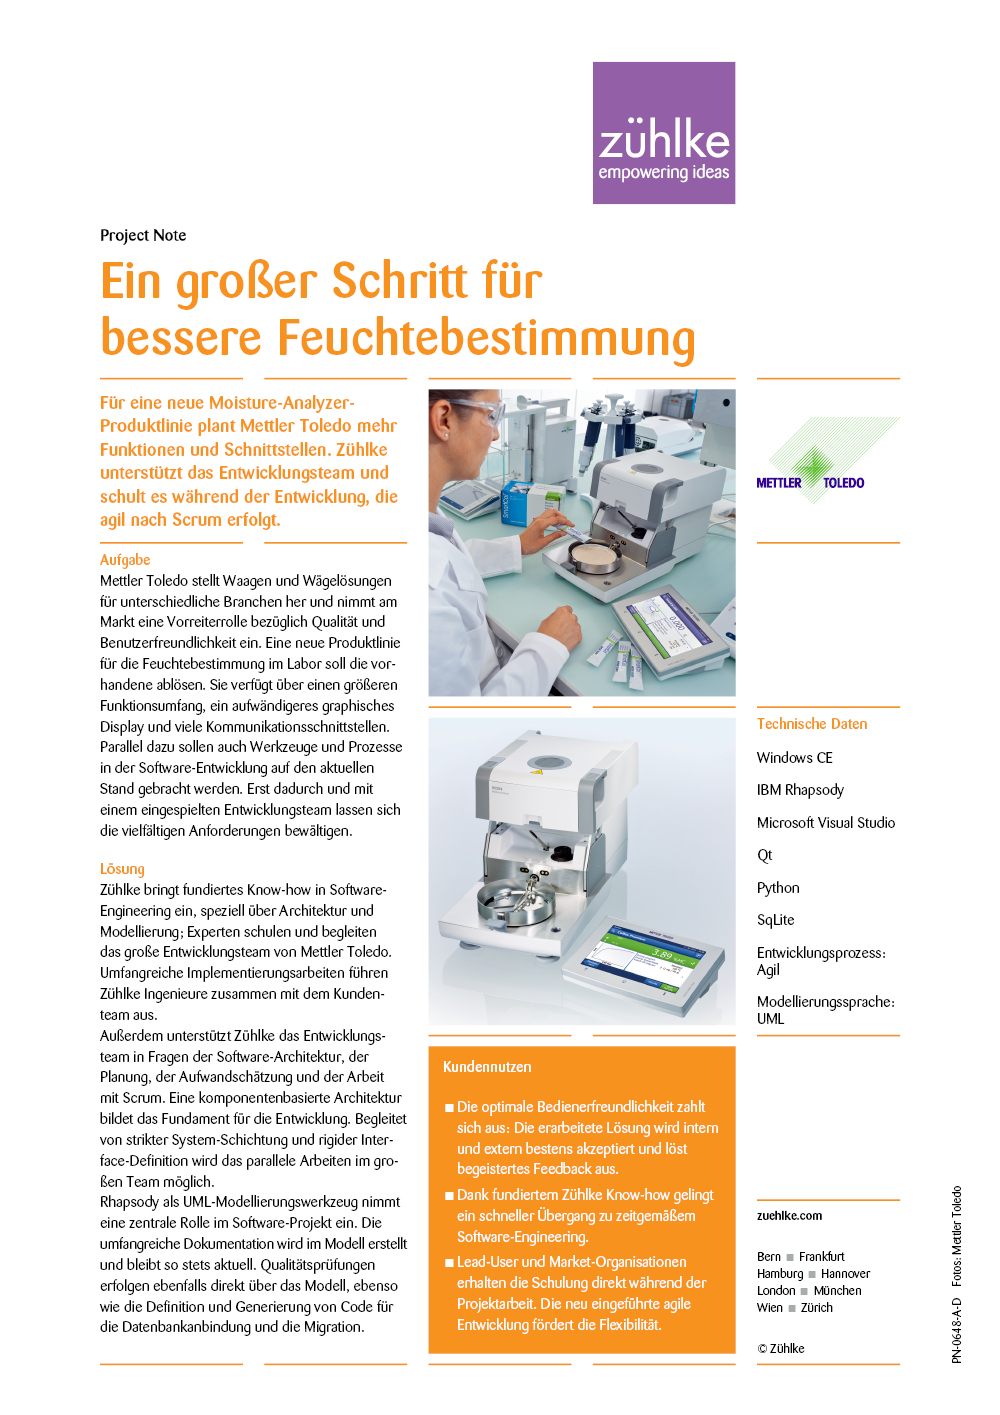 zühlke
empowering ideas
Project Note
Ein großer Schritt für
bessere Feuchtebestimmung
Für eine neue Moisture-Analyzer-
Produktlinie plant Mettler Toledo mehr
Funktionen und Schnittstellen. Zühlke
unterstützt das Entwicklungsteam und
schult es während der Entwicklung, die
agil nach Scrum erfolgt.
Aufgabe
Mettler Toledo stellt Waagen und Wägelösungen
für unterschiedliche Branchen her und nimmt am
Markt eine Vorreiterrolle bezüglich Qualität und
Benutzerfreundlichkeit ein. Eine neue Produktlinie
für die Feuchtebestimmung im Labor soll die vor-
handene ablösen. Sie verfügt über einen größeren
Funktionsumfang, ein aufwändigeres graphisches
Display und viele Kommunikationsschnittstellen.
Parallel dazu sollen auch Werkzeuge und Prozesse
in der Software-Entwicklung auf den aktuellen
Stand gebracht werden. Erst dadurch und mit
einem eingespielten Entwicklungsteam lassen sich
die vielfältigen Anforderungen bewältigen.
Lösung
Zühlke bringt fundiertes Know-how in Software-
Engineering ein, speziell über Architektur und
Modellierung; Experten schulen und begleiten
das große Entwicklungsteam von Mettler Toledo.
Umfangreiche Implementierungsarbeiten führen
Zühlke Ingenieure zusammen mit dem Kunden-
team aus.
Außerdem unterstützt Zühlke das Entwicklungs-
team in Fragen der Software-Architektur, der
Planung, der Aufwandschätzung und der Arbeit
mit Scrum. Eine komponentenbasierte Architektur
bildet das Fundament für die Entwicklung. Begleitet
von strikter System-Schichtung und rigider Inter-
face-Definition wird das parallele Arbeiten im gro-
ßen Team möglich.
Rhapsody als UML-Modellierungswerkzeug nimmt
eine zentrale Rolle im Software-Projekt ein. Die
umfangreiche Dokumentation wird im Modell erstellt
und bleibt so stets aktuell. Qualitätsprüfungen
erfolgen ebenfalls direkt über das Modell, ebenso
wie die Definition und Generierung von Code für
die Datenbankanbindung und die Migration.
0.000
3.89
Kundennutzen
■ Die optimale Bedienerfreundlichkeit zahlt
sich aus: Die erarbeitete Lösung wird intern
und extern bestens akzeptiert und löst
begeistertes Feedback aus.
■ Dank fundiertem Zühlke Know-how gelingt
ein schneller Übergang zu zeitgemäßem
Software-Engineering.
■ Lead-User und Market-Organisationen
erhalten die Schulung direkt während der
Projektarbeit. Die neu eingeführte agile
Entwicklung fördert die Flexibilität.
METTLER TOLEDO
Technische Daten
Windows CE
IBM Rhapsody
Microsoft Visual Studio
Qt
Python
SqLite
Entwicklungsprozess:
Agil
Modellierungssprache:
UML
zuehlke.com
Bern ■ Frankfurt
Hamburg ■ Hannover
London ■ München
Wien ■ Zürich
© Zühlke
PN-0648-A-D Fotos: Mettler Toledo